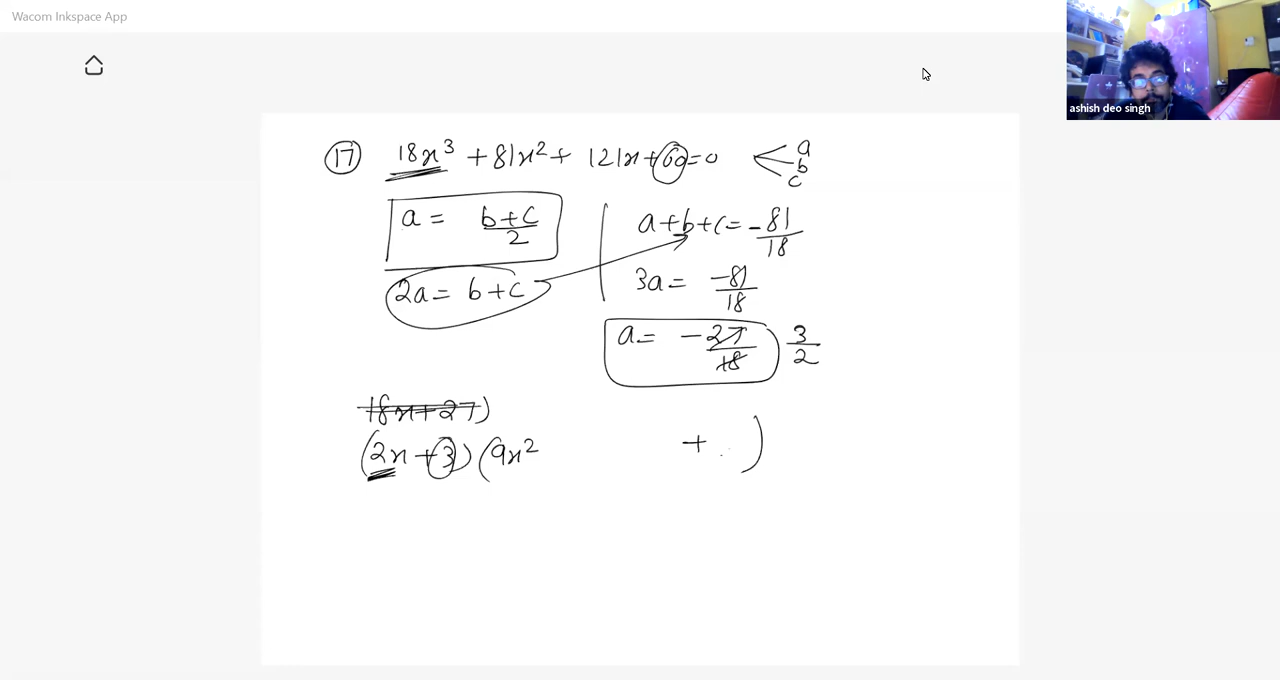 Wacom Inkspace App
ashish deo singh
(17) 18x³ + 81x² + 121x + 60 = 0
a
b
c
a = b+c/2
a+b+c = -81/18
2a = b+c
3a = -81/18
a = -27/18 3/2
18x+27)
(2x+3)(9x² + ..)